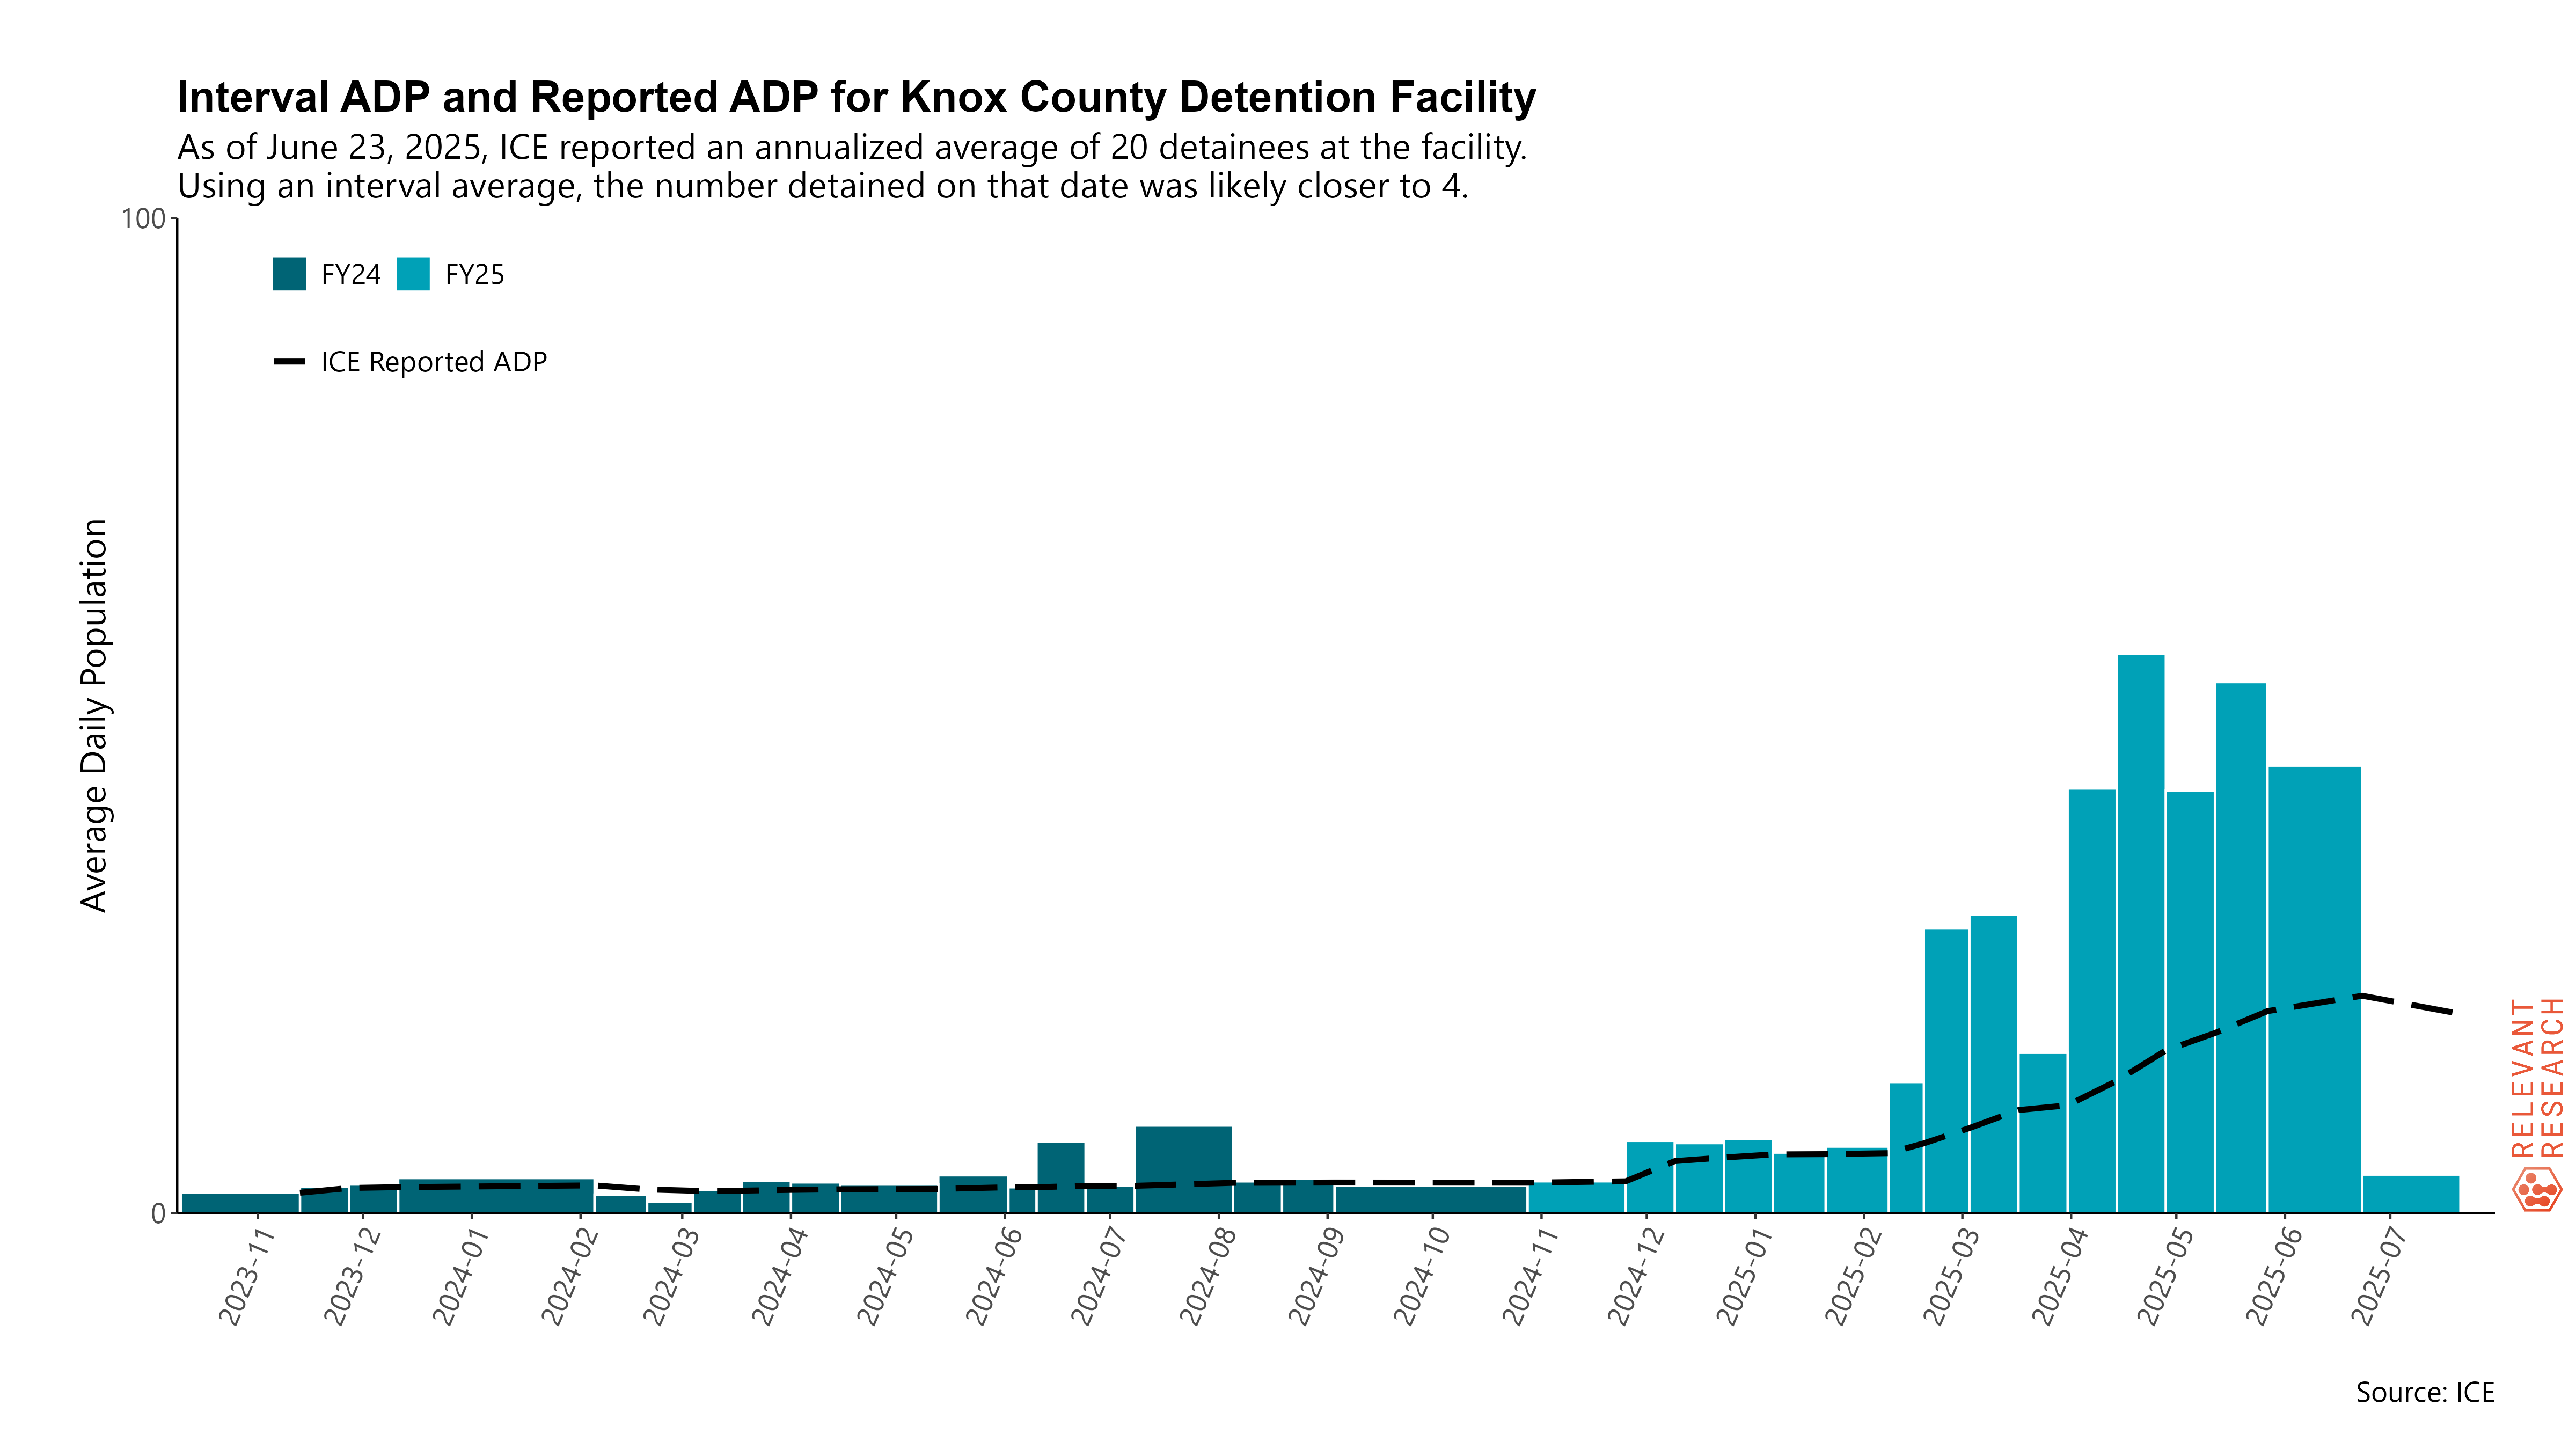 Interval ADP and Reported ADP for Knox County Detention Facility
As of June 23, 2025, ICE reported an annualized average of 20 detainees at the facility.
Using an interval average, the number detained on that date was likely closer to 4.
100
FY24 FY25
ICE Reported ADP
Average Daily Population
0
2023-11 2023-12 2024-01 2024-02 2024-03 2024-04 2024-05 2024-06 2024-07 2024-08 2024-09 2024-10 2024-11 2024-12 2025-01 2025-02 2025-03 2025-04 2025-05 2025-06 2025-07
RELEVANT
RESEARCH
Source: ICE